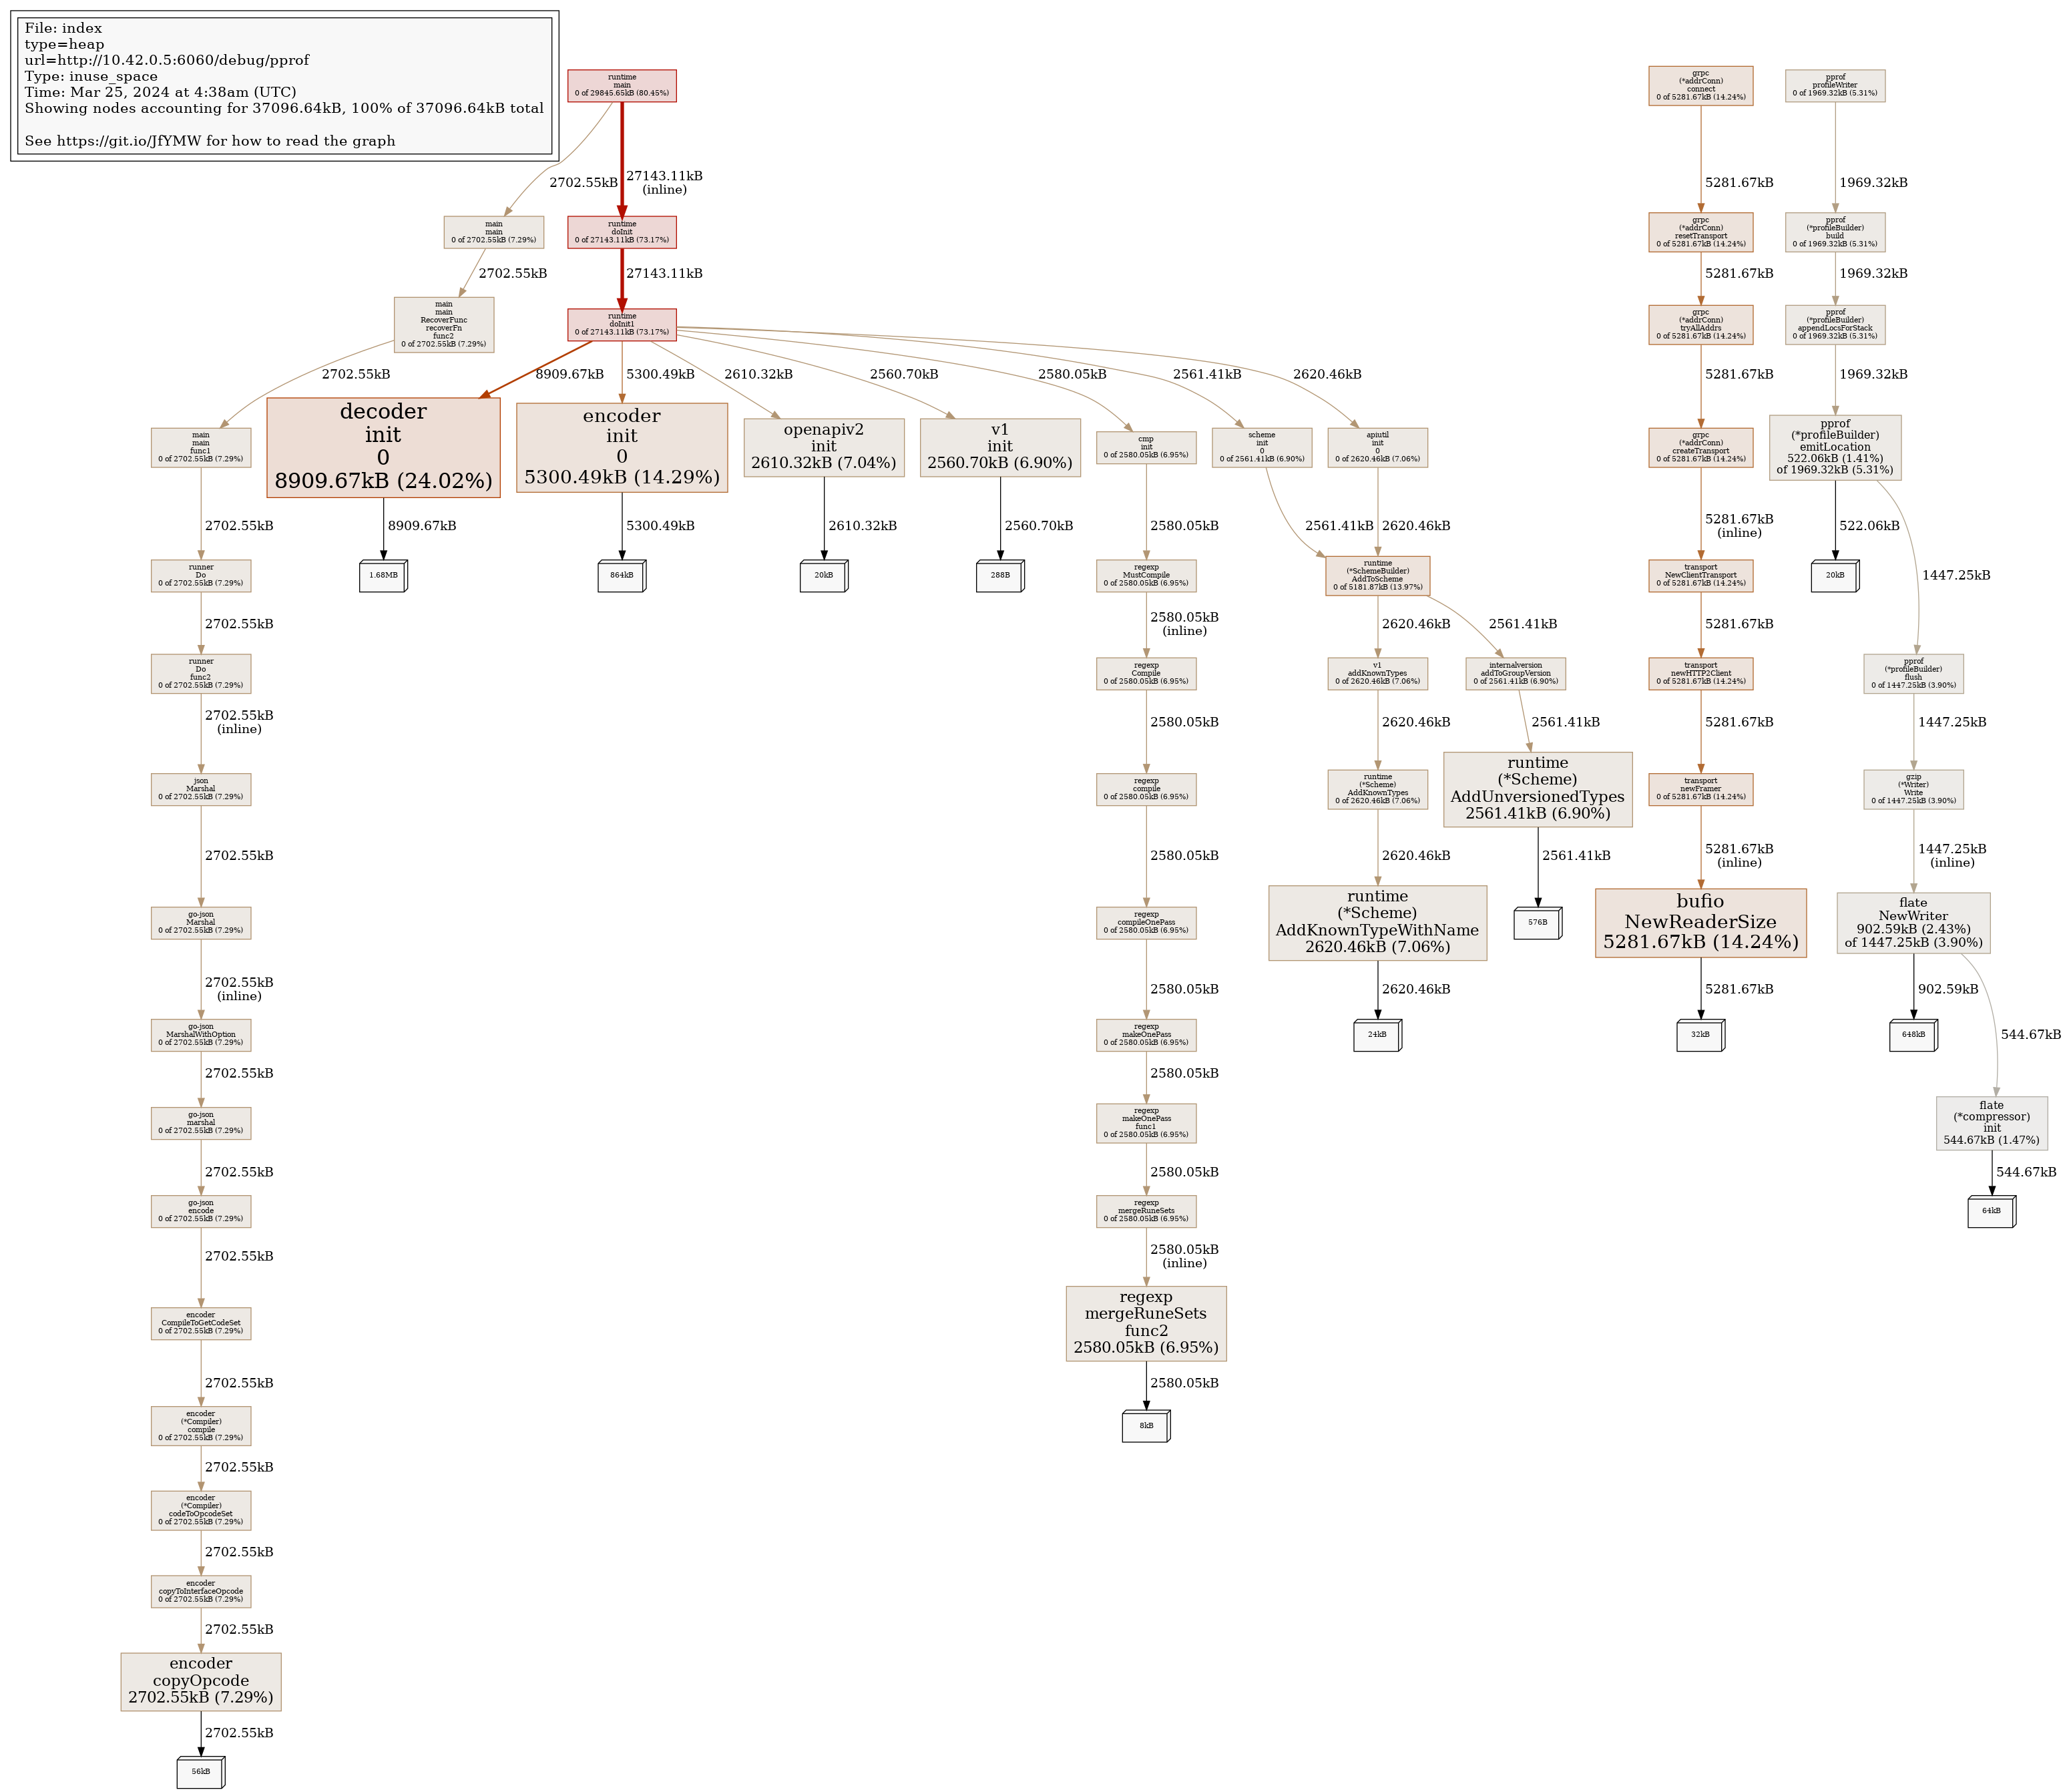 File: index
type=heap
url=http://10.42.0.5:6060/debug/pprof
Type: inuse_space
Time: Mar 25, 2024 at 4:38am (UTC)
Showing nodes accounting for 37096.64kB, 100% of 37096.64kB total
See https://git.io/JfYMW for how to read the graph
runtime
main
0 of 29845.65kB (80.45%)
grpc
(*addrConn)
connect
0 of 5281.67kB (14.24%)
pprof
profileWriter
0 of 1969.32kB (5.31%)
2702.55kB
27143.11kB
(inline)
5281.67kB
1969.32kB
main
main
0 of 2702.55kB (7.29%)
runtime
doInit
0 of 27143.11kB (73.17%)
grpc
(*addrConn)
resetTransport
0 of 5281.67kB (14.24%)
pprof
(*profileBuilder)
build
0 of 1969.32kB (5.31%)
2702.55kB
27143.11kB
5281.67kB
1969.32kB
main
main
RecoverFunc
recoverFn
func2
0 of 2702.55kB (7.29%)
runtime
doInit1
0 of 27143.11kB (73.17%)
grpc
(*addrConn)
tryAllAddrs
0 of 5281.67kB (14.24%)
pprof
(*profileBuilder)
appendLocsForStack
0 of 1969.32kB (5.31%)
2702.55kB
8909.67kB
5300.49kB
2610.32kB
2560.70kB
2580.05kB
2561.41kB
2620.46kB
5281.67kB
1969.32kB
main
main
func1
0 of 2702.55kB (7.29%)
decoder
init
0
8909.67kB (24.02%)
encoder
init
0
5300.49kB (14.29%)
openapiv2
init
2610.32kB (7.04%)
v1
init
2560.70kB (6.90%)
cmp
init
0 of 2580.05kB (6.95%)
scheme
init
0
0 of 2561.41kB (6.90%)
apiutil
init
0
0 of 2620.46kB (7.06%)
grpc
(*addrConn)
createTransport
0 of 5281.67kB (14.24%)
pprof
(*profileBuilder)
emitLocation
522.06kB (1.41%)
of 1969.32kB (5.31%)
2702.55kB
8909.67kB
5300.49kB
2610.32kB
2560.70kB
2580.05kB
2561.41kB
2620.46kB
5281.67kB
(inline)
522.06kB
1447.25kB
runner
Do
0 of 2702.55kB (7.29%)
1.68MB
864kB
20kB
288B
regexp
MustCompile
0 of 2580.05kB (6.95%)
runtime
(*SchemeBuilder)
AddToScheme
0 of 5181.87kB (13.97%)
transport
NewClientTransport
0 of 5281.67kB (14.24%)
20kB
2702.55kB
2580.05kB
(inline)
2620.46kB
2561.41kB
5281.67kB
runner
Do
func2
0 of 2702.55kB (7.29%)
regexp
Compile
0 of 2580.05kB (6.95%)
v1
addKnownTypes
0 of 2620.46kB (7.06%)
internalversion
addToGroupVersion
0 of 2561.41kB (6.90%)
transport
newHTTP2Client
0 of 5281.67kB (14.24%)
pprof
(*profileBuilder)
flush
0 of 1447.25kB (3.90%)
2702.55kB
(inline)
2580.05kB
2620.46kB
2561.41kB
5281.67kB
1447.25kB
json
Marshal
0 of 2702.55kB (7.29%)
regexp
compile
0 of 2580.05kB (6.95%)
runtime
(*Scheme)
AddKnownTypes
0 of 2620.46kB (7.06%)
runtime
(*Scheme)
AddUnversionedTypes
2561.41kB (6.90%)
transport
newFramer
0 of 5281.67kB (14.24%)
gzip
(*Writer)
Write
0 of 1447.25kB (3.90%)
2702.55kB
2580.05kB
2620.46kB
2561.41kB
5281.67kB
(inline)
1447.25kB
(inline)
go-json
Marshal
0 of 2702.55kB (7.29%)
regexp
compileOnePass
0 of 2580.05kB (6.95%)
runtime
(*Scheme)
AddKnownTypeWithName
2620.46kB (7.06%)
576B
bufio
NewReaderSize
5281.67kB (14.24%)
flate
NewWriter
902.59kB (2.43%)
of 1447.25kB (3.90%)
2702.55kB
(inline)
2580.05kB
2620.46kB
5281.67kB
902.59kB
544.67kB
go-json
MarshalWithOption
0 of 2702.55kB (7.29%)
regexp
makeOnePass
0 of 2580.05kB (6.95%)
24kB
32kB
648kB
2702.55kB
2580.05kB
go-json
marshal
0 of 2702.55kB (7.29%)
regexp
makeOnePass
func1
0 of 2580.05kB (6.95%)
flate
(*compressor)
init
544.67kB (1.47%)
2702.55kB
2580.05kB
544.67kB
go-json
encode
0 of 2702.55kB (7.29%)
regexp
mergeRuneSets
0 of 2580.05kB (6.95%)
64kB
2702.55kB
2580.05kB
(inline)
encoder
CompileToGetCodeSet
0 of 2702.55kB (7.29%)
regexp
mergeRuneSets
func2
2580.05kB (6.95%)
2702.55kB
2580.05kB
encoder
(*Compiler)
compile
0 of 2702.55kB (7.29%)
8kB
2702.55kB
encoder
(*Compiler)
codeToOpcodeSet
0 of 2702.55kB (7.29%)
2702.55kB
encoder
copyToInterfaceOpcode
0 of 2702.55kB (7.29%)
2702.55kB
encoder
copyOpcode
2702.55kB (7.29%)
2702.55kB
56kB